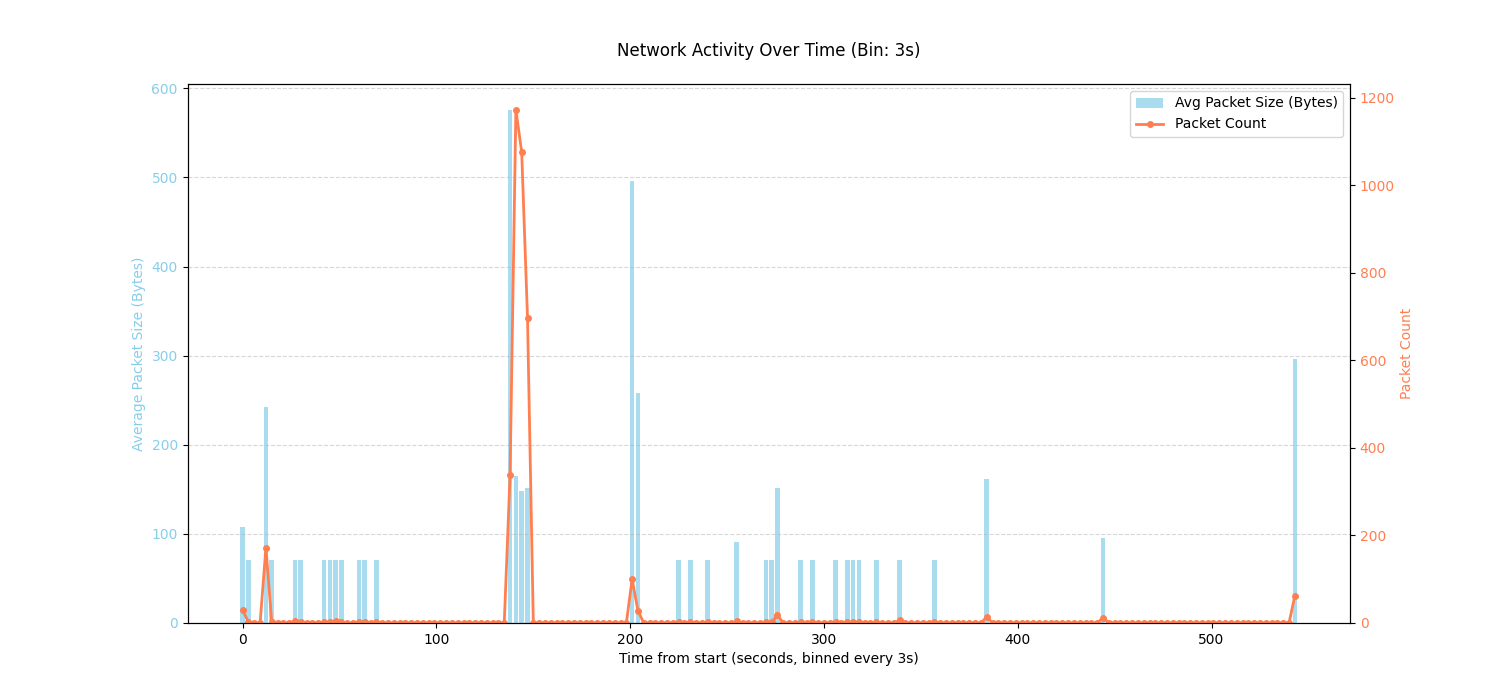 Network Activity Over Time (Bin: 3s)
Avg Packet Size (Bytes)
Packet Count
600
500
400
300
200
100
0
Average Packet Size (Bytes)
1200
1000
800
600
400
200
0
Packet Count
0 100 200 300 400 500
Time from start (seconds, binned every 3s)